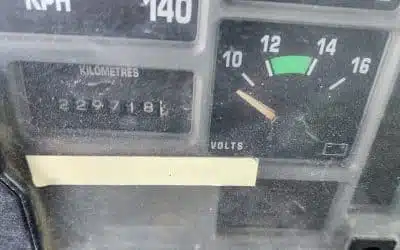 KPH 140
KILOMETRES
229718
10 12 14 16
VOLTS